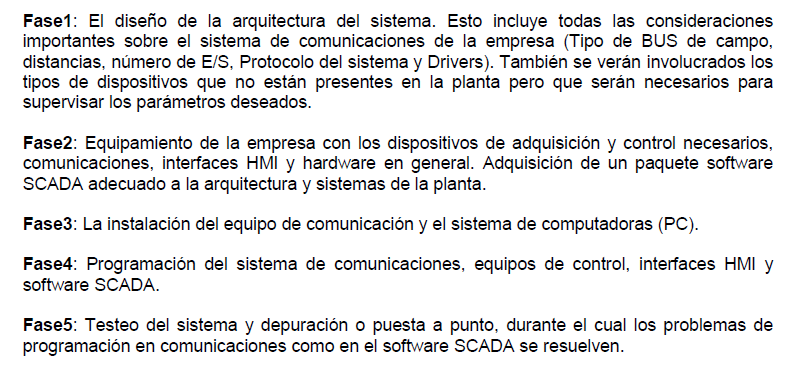 Fase1: El diseño de la arquitectura del sistema. Esto incluye todas las consideraciones
importantes sobre el sistema de comunicaciones de la empresa (Tipo de BUS de campo,
distancias, número de E/S, Protocolo del sistema y Drivers). También se verán involucrados los
tipos de dispositivos que no están presentes en la planta pero que serán necesarios para
supervisar los parámetros deseados.
Fase2: Equipamiento de la empresa con los dispositivos de adquisición y control necesarios,
comunicaciones, interfaces HMI y hardware en general. Adquisición de un paquete software
SCADA adecuado a la arquitectura y sistemas de la planta.
Fase3: La instalación del equipo de comunicación y el sistema de computadoras (PC).
Fase4: Programación del sistema de comunicaciones, equipos de control, interfaces HMI y
software SCADA.
Fase5: Testeo del sistema y depuración o puesta a punto, durante el cual los problemas de
programación en comunicaciones como en el software SCADA se resuelven.